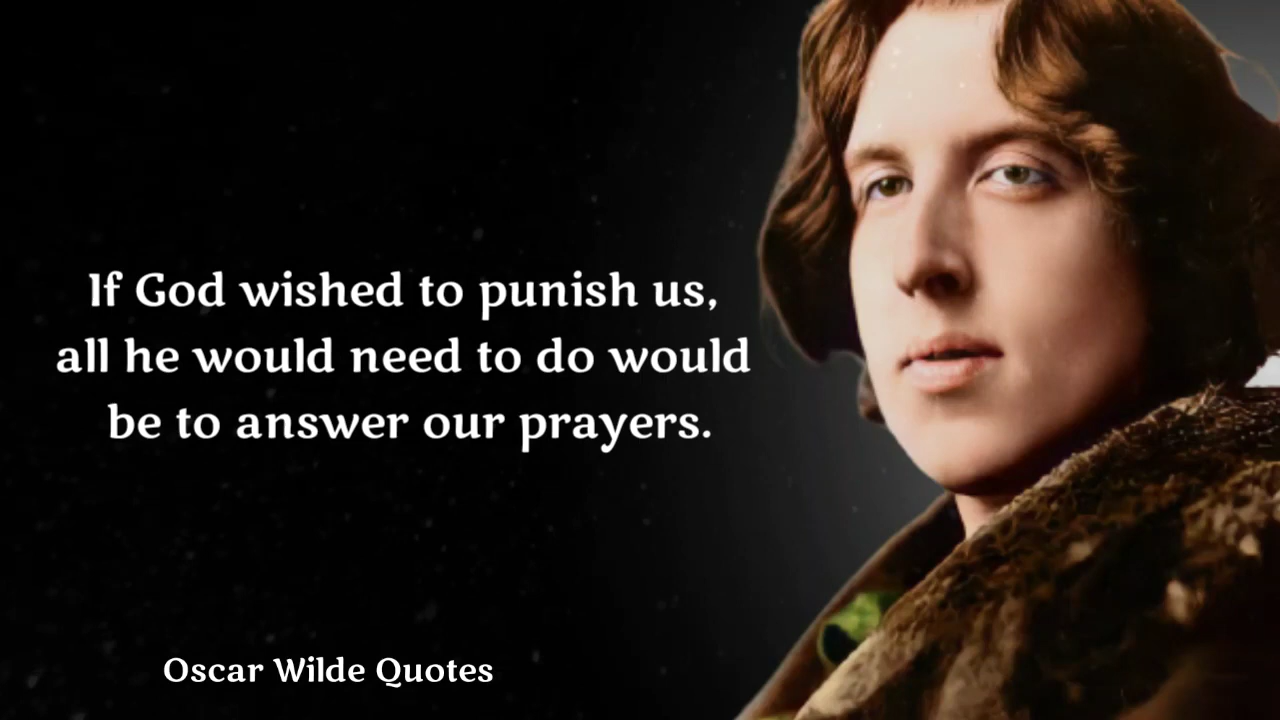 If God wished to punish us,
all he would need to do would
be to answer our prayers.
Oscar Wilde Quotes